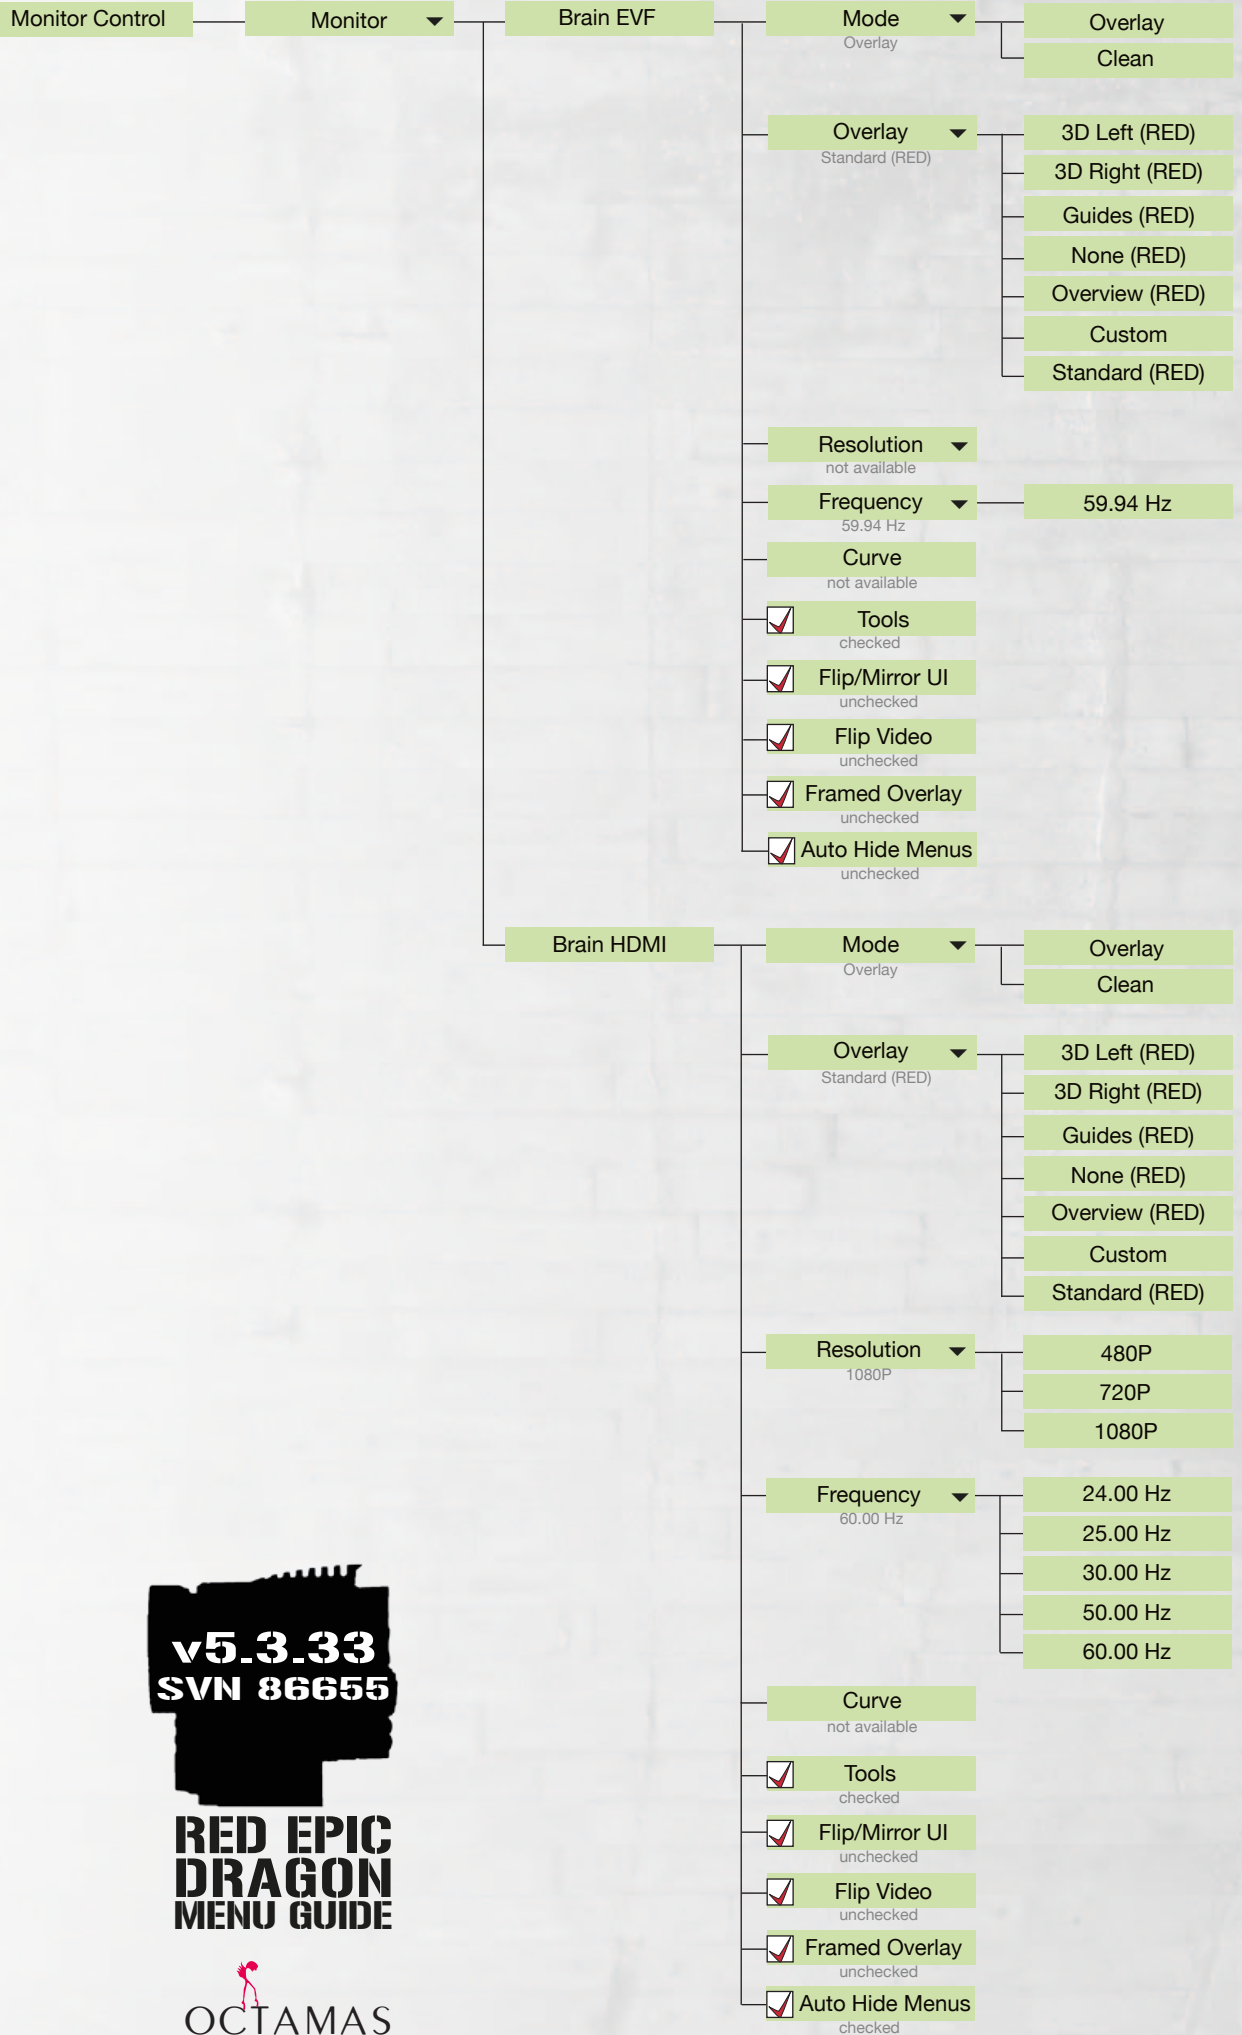 Monitor Control
Monitor
Brain EVF
Mode
Overlay
Overlay
Clean
Overlay
Standard (RED)
3D Left (RED)
3D Right (RED)
Guides (RED)
None (RED)
Overview (RED)
Custom
Standard (RED)
Resolution
not available
Frequency
59.94 Hz
59.94 Hz
Curve
not available
Tools
checked
Flip/Mirror UI
unchecked
Flip Video
unchecked
Framed Overlay
unchecked
Auto Hide Menus
unchecked
Brain HDMI
Mode
Overlay
Overlay
Clean
Overlay
Standard (RED)
3D Left (RED)
3D Right (RED)
Guides (RED)
None (RED)
Overview (RED)
Custom
Standard (RED)
Resolution
1080P
480P
720P
1080P
Frequency
60.00 Hz
24.00 Hz
25.00 Hz
30.00 Hz
50.00 Hz
60.00 Hz
Curve
not available
Tools
checked
Flip/Mirror UI
unchecked
Flip Video
unchecked
Framed Overlay
unchecked
Auto Hide Menus
checked
v5.3.33
SVN 86655
RED EPIC
DRAGON
MENU GUIDE
OCTAMAS